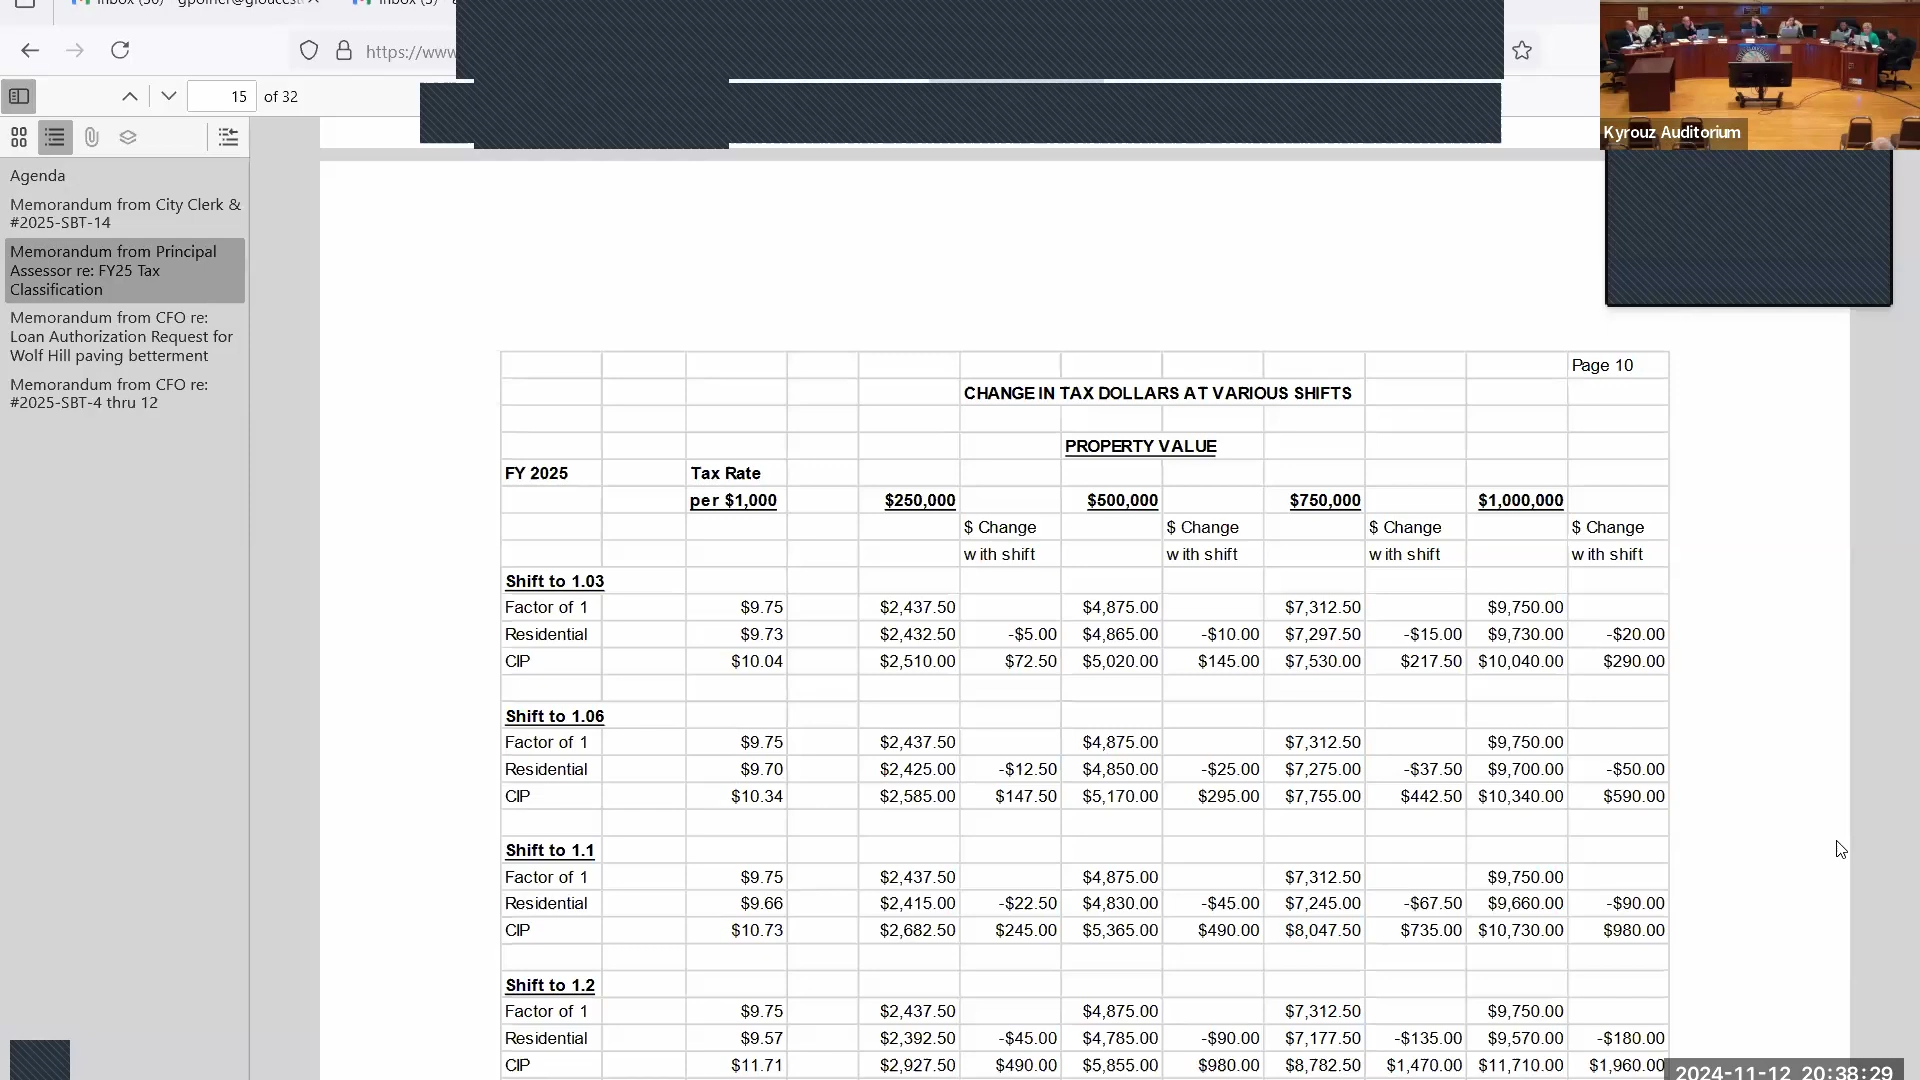 https://www
15 of 32
Kyrouz Auditorium
Agenda
Memorandum from City Clerk &
#2025-SBT-14
Memorandum from Principal
Assessor re: FY25 Tax
Classification
Memorandum from CFO re:
Loan Authorization Request for
Wolf Hill paving betterment
Memorandum from CFO re:
#2025-SBT-4 thru 12
Page 10
CHANGE IN TAX DOLLARS AT VARIOUS SHIFTS
PROPERTY VALUE
FY 2025 Tax Rate
per $1,000 $250,000 $500,000 $750,000 $1,000,000
$ Change $ Change $ Change $ Change
with shift with shift with shift with shift
Shift to 1.03
Factor of 1 $9.75 $2,437.50 $4,875.00 $7,312.50 $9,750.00
Residential $9.73 $2,432.50 -$5.00 $4,865.00 -$10.00 $7,297.50 -$15.00 $9,730.00 -$20.00
CIP $10.04 $2,510.00 $72.50 $5,020.00 $145.00 $7,530.00 $217.50 $10,040.00 $290.00
Shift to 1.06
Factor of 1 $9.75 $2,437.50 $4,875.00 $7,312.50 $9,750.00
Residential $9.70 $2,425.00 -$12.50 $4,850.00 -$25.00 $7,275.00 -$37.50 $9,700.00 -$50.00
CIP $10.34 $2,585.00 $147.50 $5,170.00 $295.00 $7,755.00 $442.50 $10,340.00 $590.00
Shift to 1.1
Factor of 1 $9.75 $2,437.50 $4,875.00 $7,312.50 $9,750.00
Residential $9.66 $2,415.00 -$22.50 $4,830.00 -$45.00 $7,245.00 -$67.50 $9,660.00 -$90.00
CIP $10.73 $2,682.50 $245.00 $5,365.00 $490.00 $8,047.50 $735.00 $10,730.00 $980.00
Shift to 1.2
Factor of 1 $9.75 $2,437.50 $4,875.00 $7,312.50 $9,750.00
Residential $9.57 $2,392.50 -$45.00 $4,785.00 -$90.00 $7,177.50 -$135.00 $9,570.00 -$180.00
CIP $11.71 $2,927.50 $490.00 $5,855.00 $980.00 $8,782.50 $1,470.00 $11,710.00 $1,960.00
2024-11-12 20:38:29